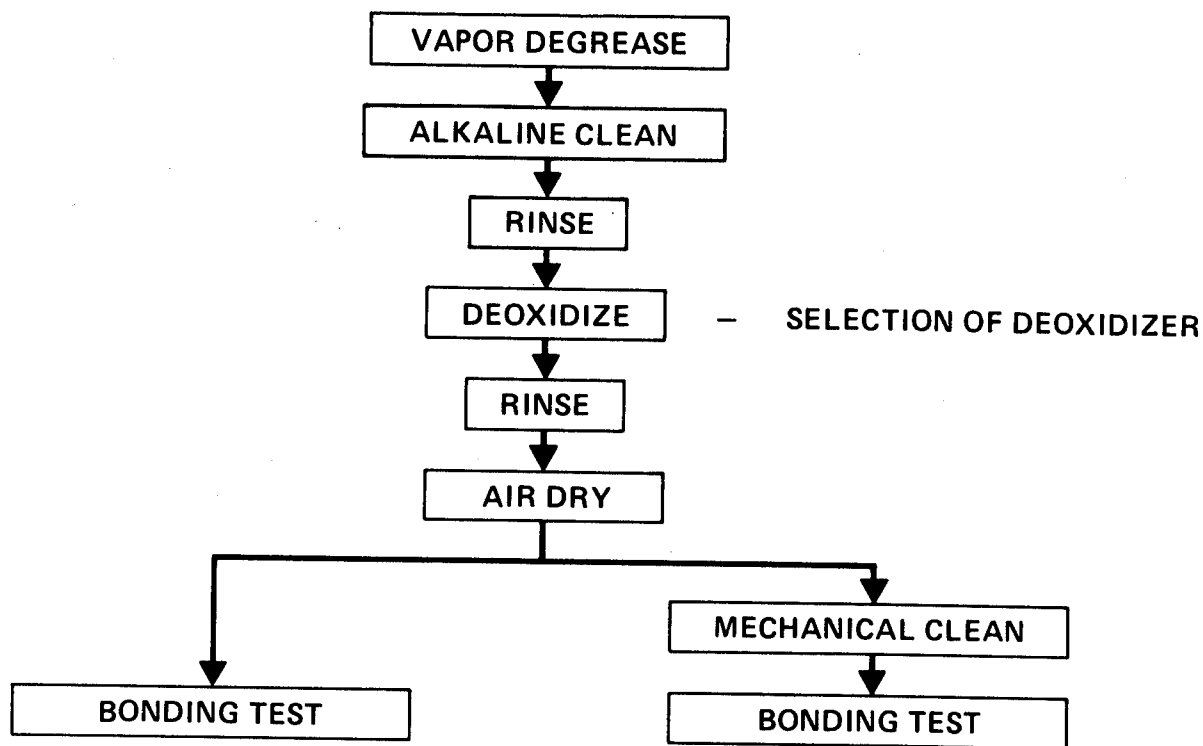 VAPOR DEGREASE
ALKALINE CLEAN
RINSE
DEOXIDIZE – SELECTION OF DEOXIDIZER
RINSE
AIR DRY
MECHANICAL CLEAN
BONDING TEST
BONDING TEST